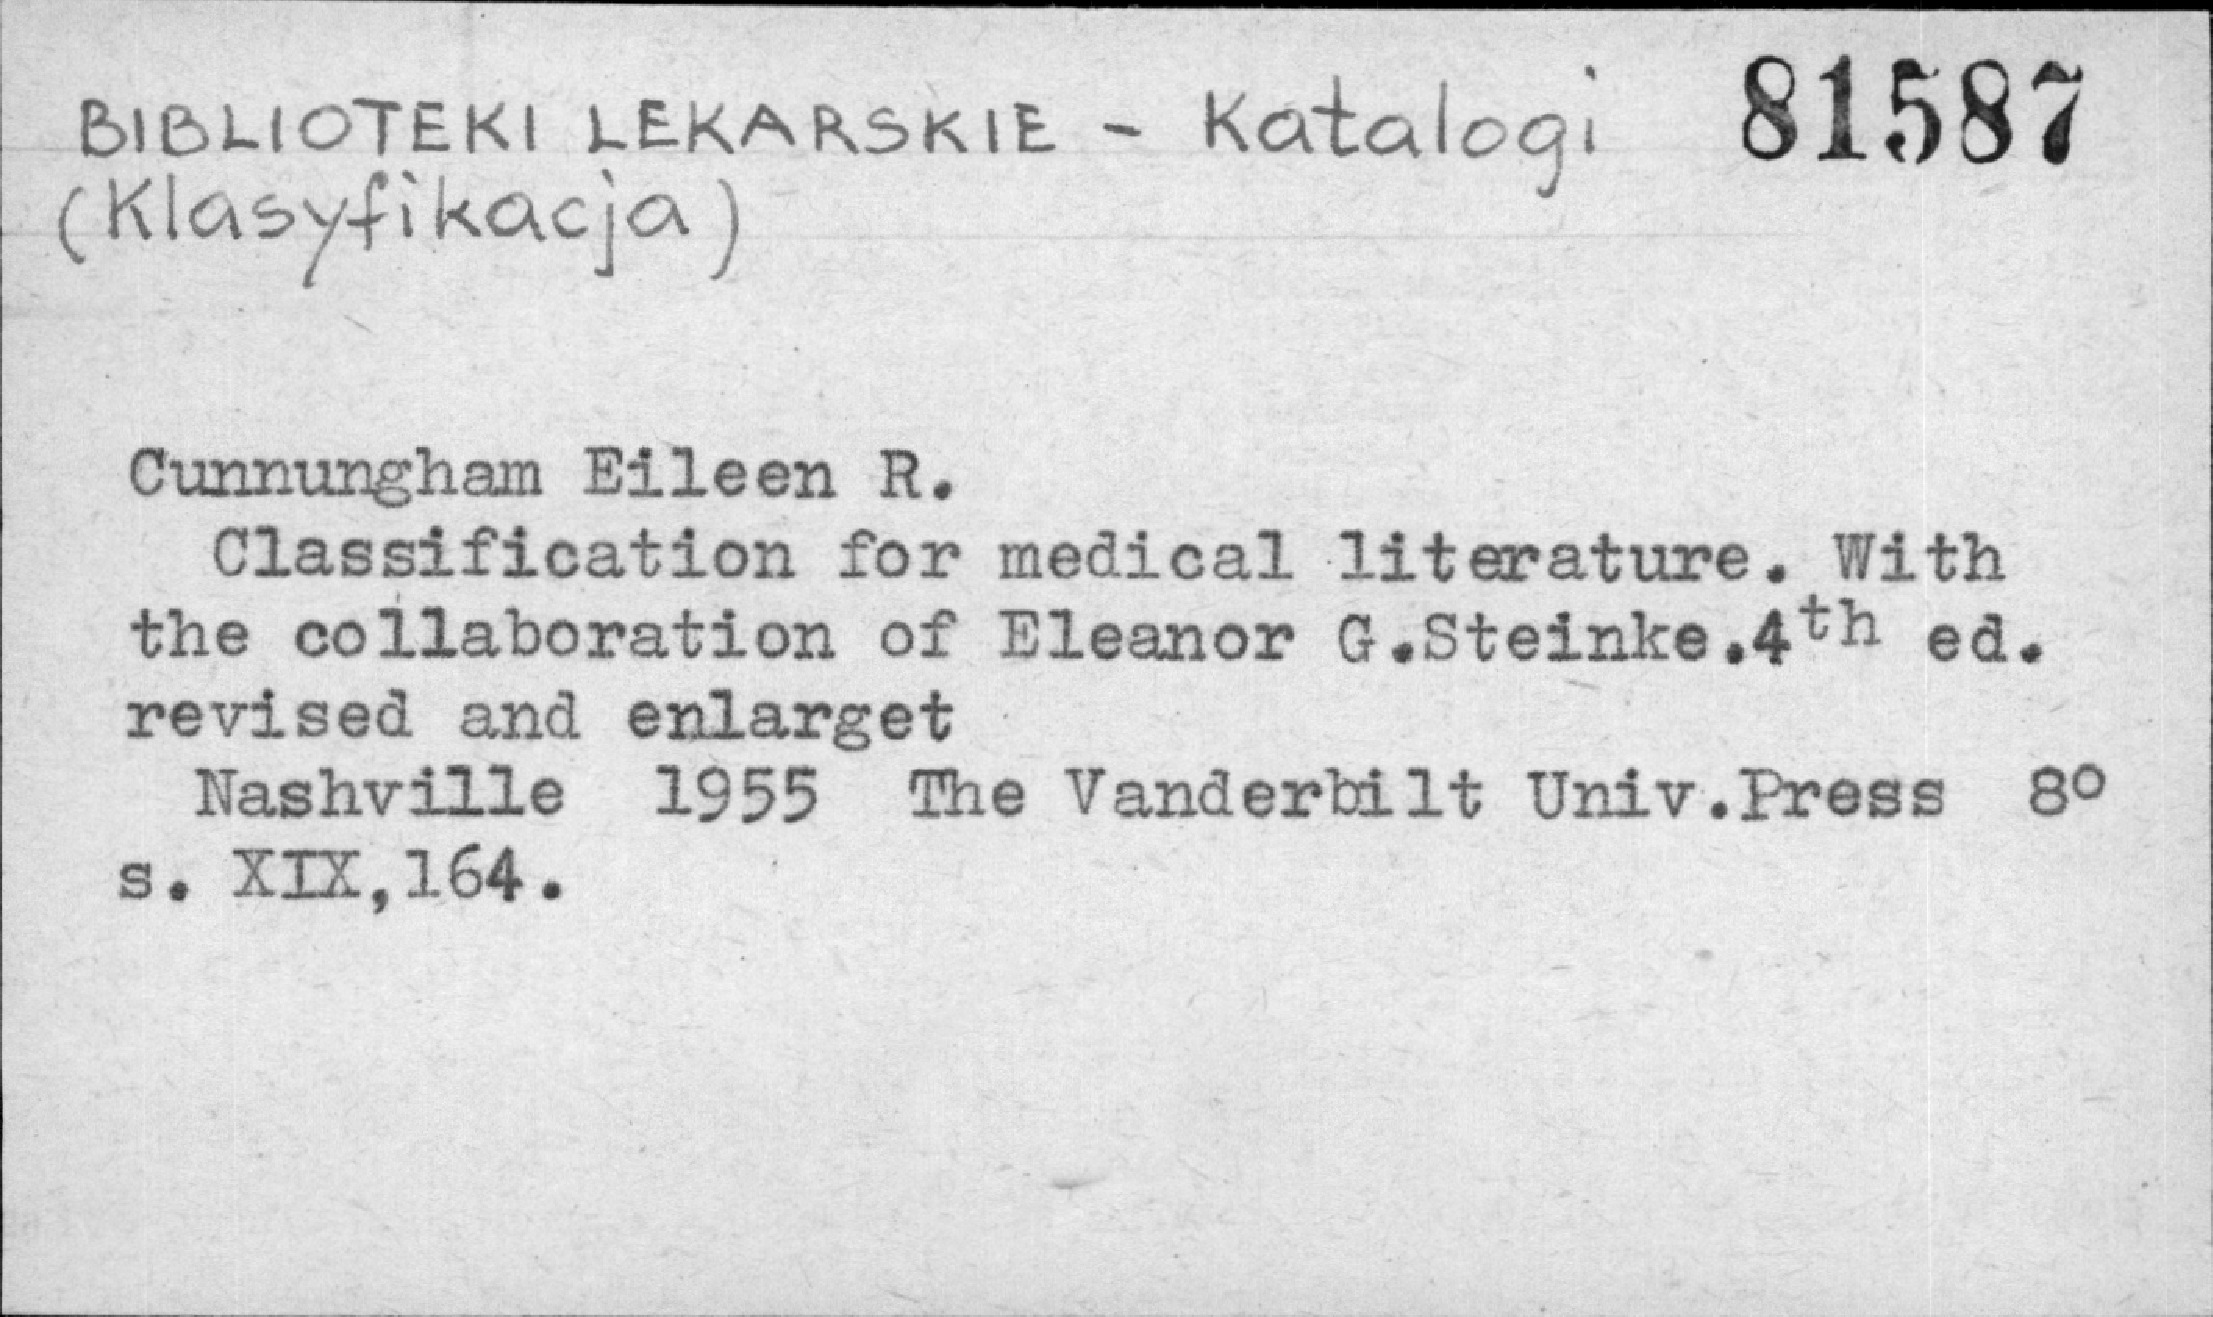 BIBLIOTEKI LEKARSKIE - Katalogi 81587
(Klasyfikacja)
Cunnungham Eileen R.
Classification for medical literature. With
the collaboration of Eleanor G.Steinke.4th ed.
revised and enlarget
Nashville 1955 The Vanderbilt Univ.Press 8º
s. XIX,164.